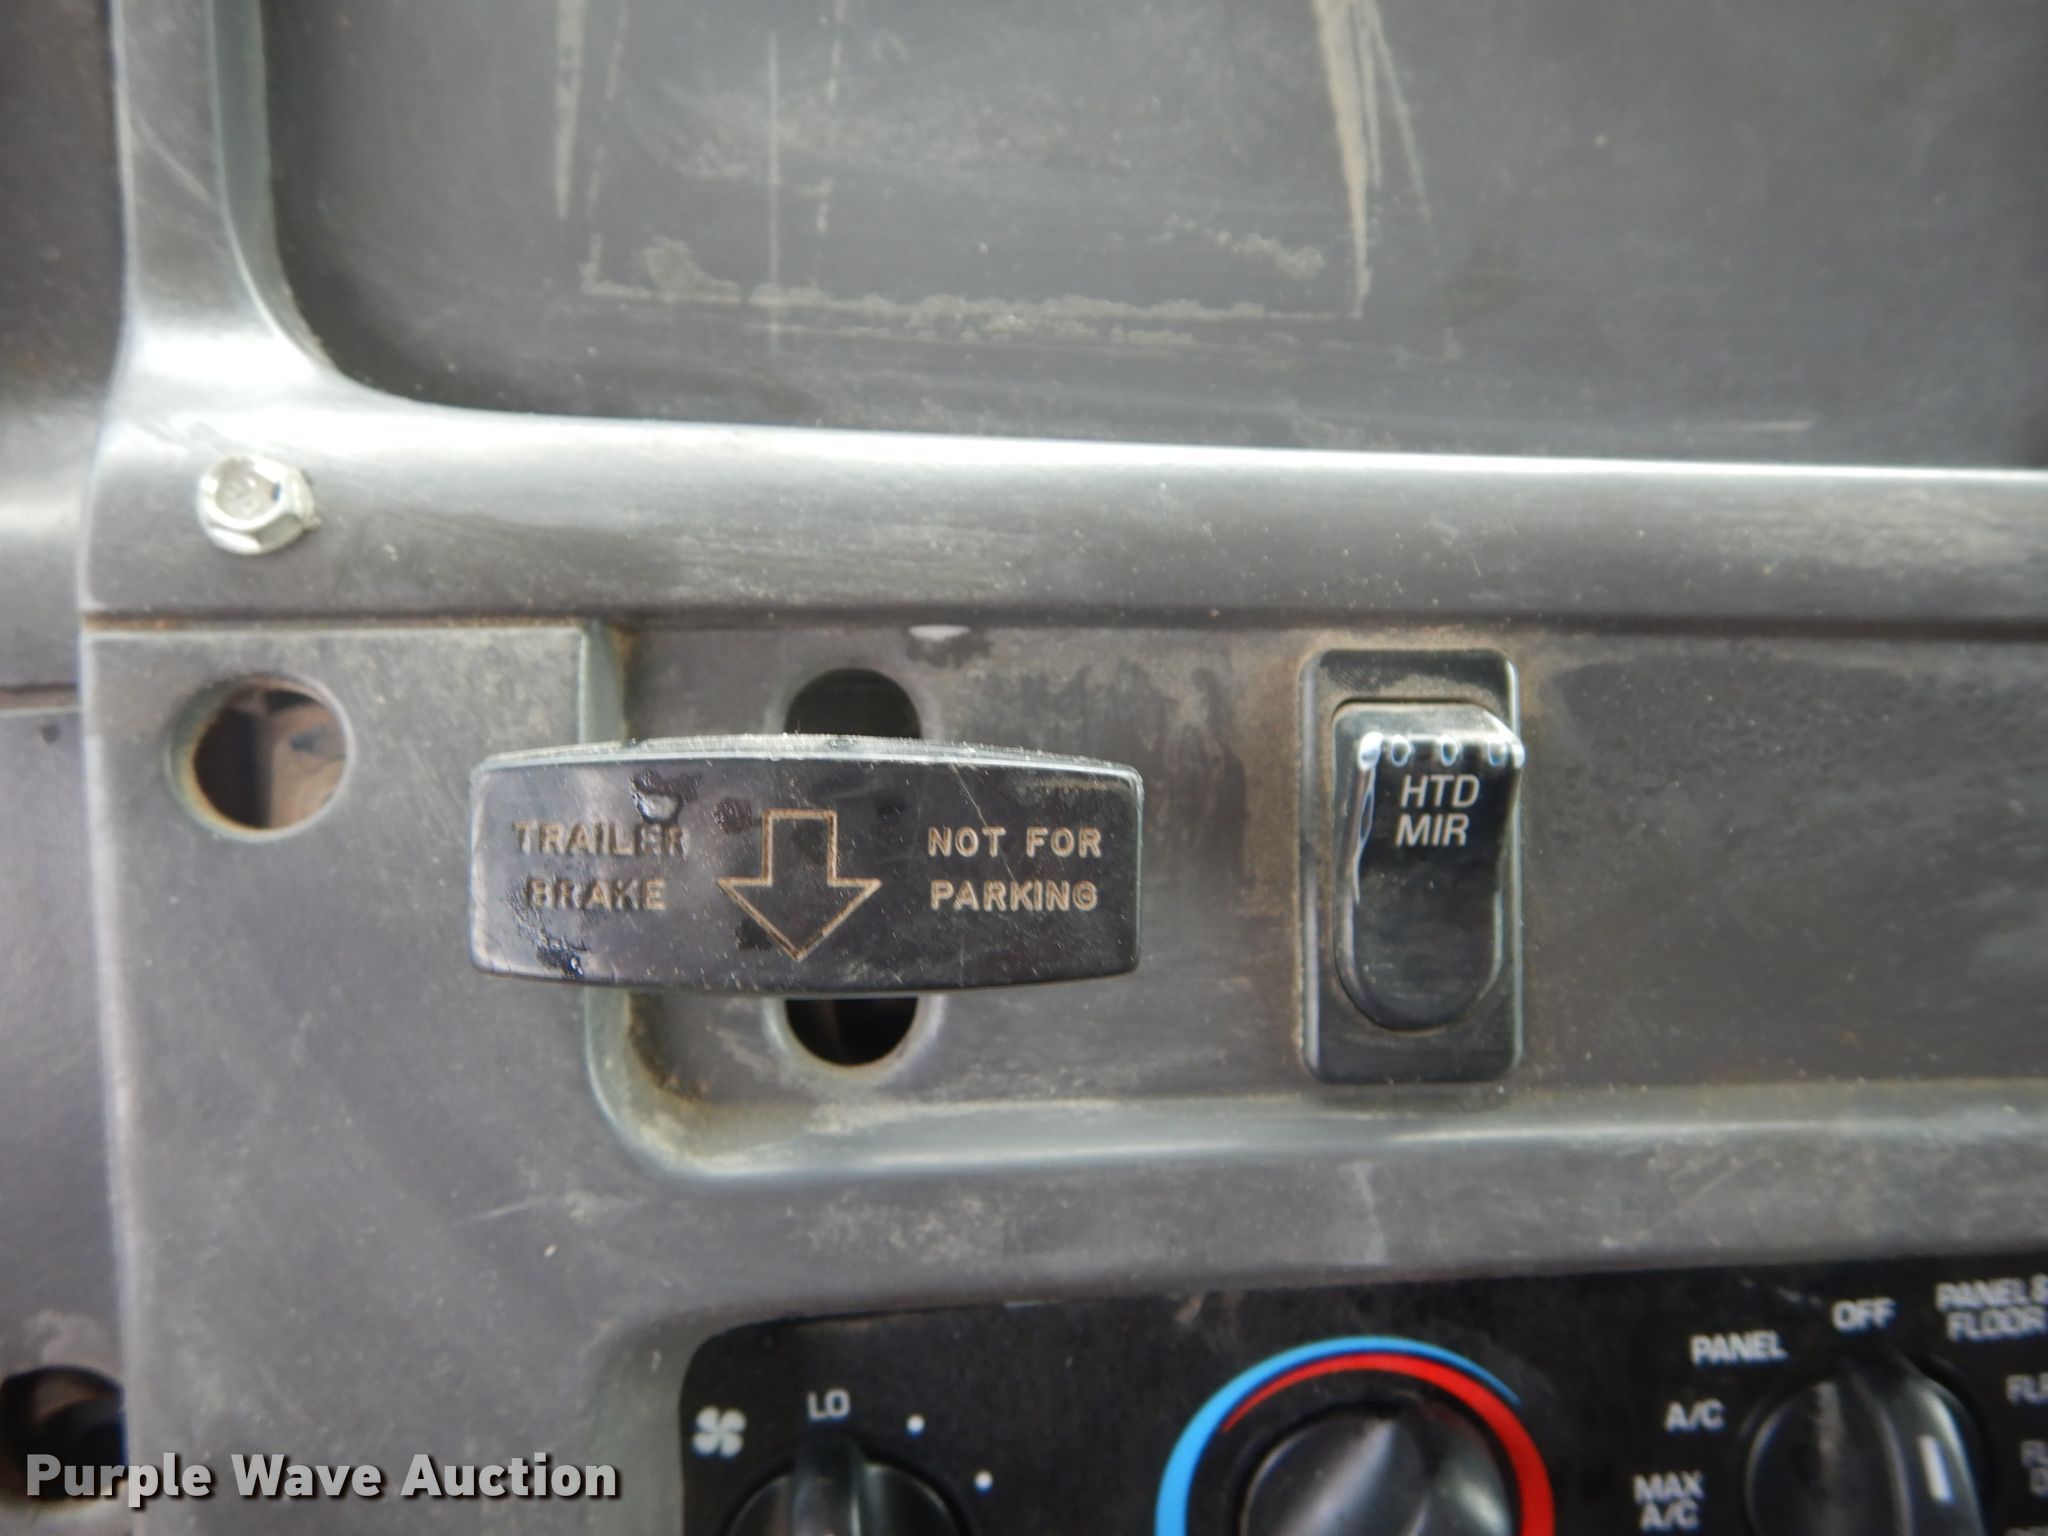 TRAILER
BRAKE
NOT FOR
PARKING
HTD
MIR
LO
MAX
A/C
A/C
PANEL
OFF
PANEL &
FLOOR
Purple Wave Auction